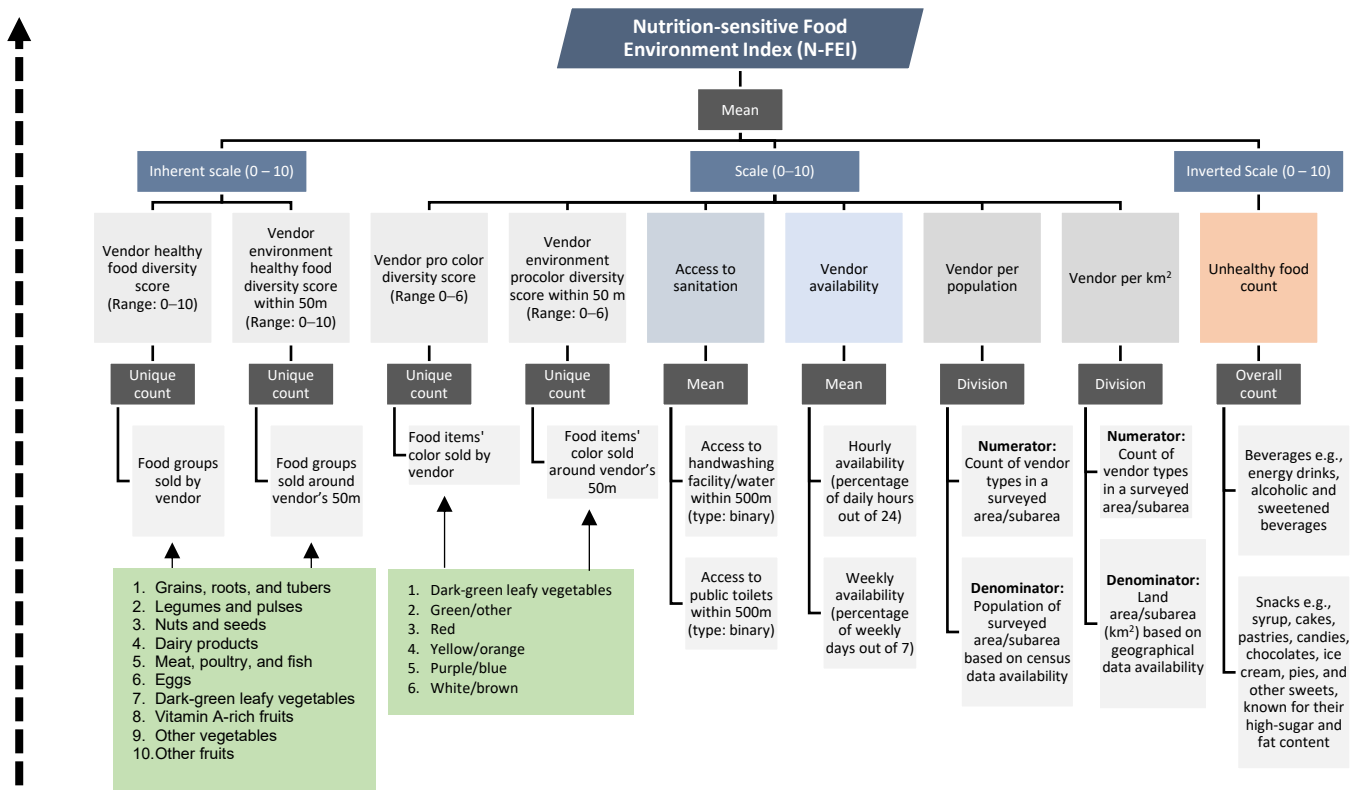 Nutrition-sensitive Food
Environment Index (N-FEI)
Mean
Inherent scale (0 – 10)
Scale (0–10)
Inverted Scale (0 – 10)
Vendor healthy
food diversity
score
(Range: 0–10)
Vendor
environment
healthy food
diversity score
within 50m
(Range: 0–10)
Vendor pro color
diversity score
(Range 0–6)
Vendor
environment
procolor diversity
score within 50 m
(Range: 0–6)
Access to
sanitation
Vendor
availability
Vendor per
population
Vendor per km²
Unhealthy food
count
Unique
count
Unique
count
Unique
count
Unique
count
Mean
Mean
Division
Division
Overall
count
Food groups
sold by
vendor
Food groups
sold around
vendor's 50m
Food items'
color sold by
vendor
Food items'
color sold
around vendor's
50m
Access to
handwashing
facility/water
within 500m
(type: binary)
Access to
public toilets
within 500m
(type: binary)
Hourly
availability
(percentage
of daily hours
out of 24)
Weekly
availability
(percentage
of weekly
days out of 7)
Numerator:
Count of vendor
types in a
surveyed
area/subarea
Denominator:
Population of
surveyed
area/subarea
based on census
data availability
Numerator:
Count of
vendor types
in a surveyed
area/subarea
Denominator:
Land
area/subarea
(km²) based on
geographical
data availability
Beverages e.g.,
energy drinks,
alcoholic and
sweetened
beverages
Snacks e.g.,
syrup, cakes,
pastries, candies,
chocolates, ice
cream, pies, and
other sweets,
known for their
high-sugar and
fat content
1. Grains, roots, and tubers
2. Legumes and pulses
3. Nuts and seeds
4. Dairy products
5. Meat, poultry, and fish
6. Eggs
7. Dark-green leafy vegetables
8. Vitamin A-rich fruits
9. Other vegetables
10.Other fruits
1. Dark-green leafy vegetables
2. Green/other
3. Red
4. Yellow/orange
5. Purple/blue
6. White/brown